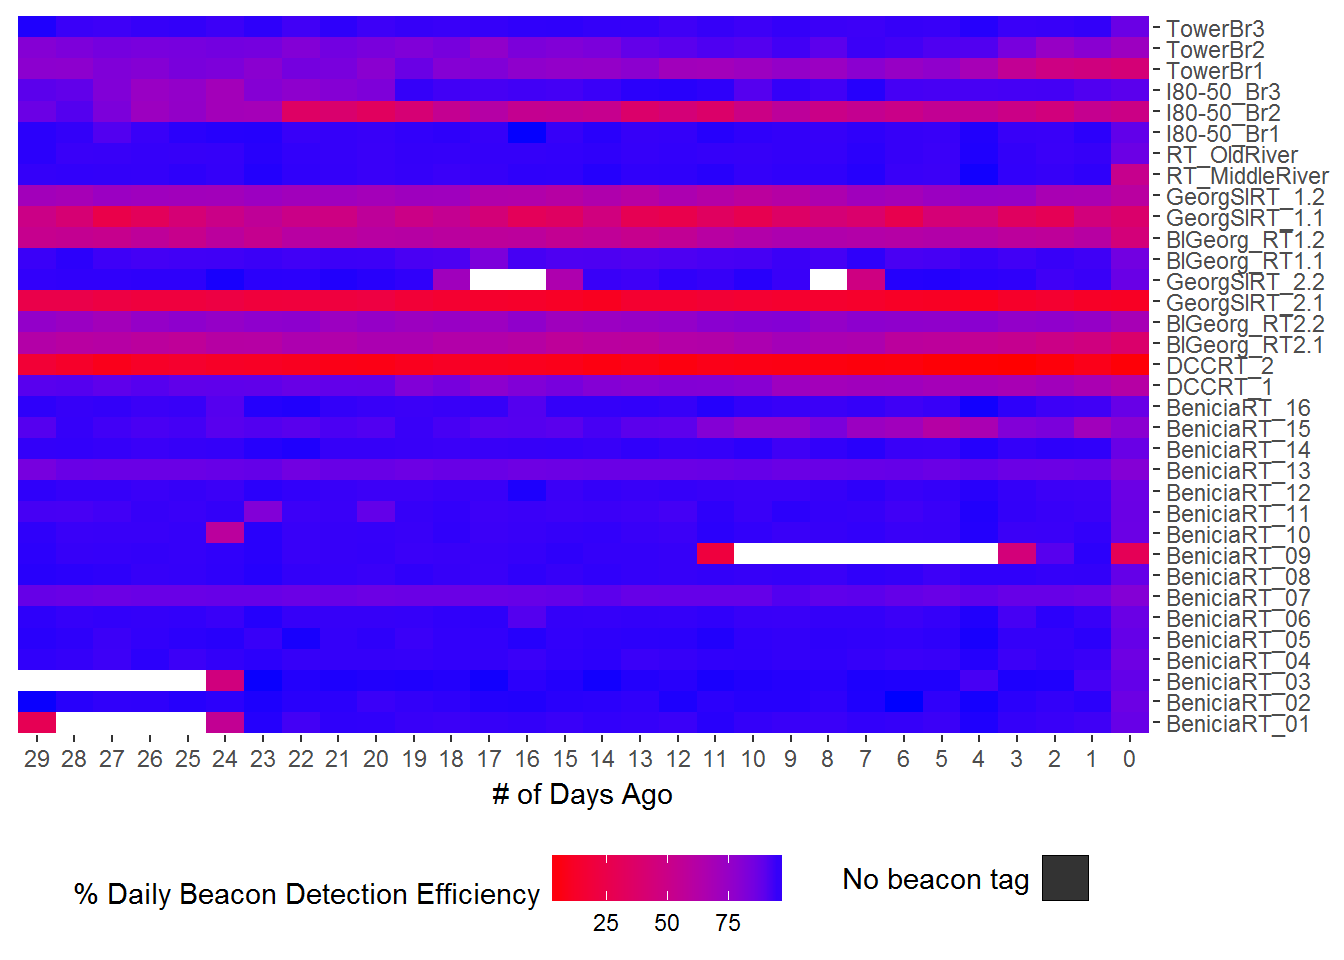 TowerBr3
TowerBr2
TowerBr1
I80-50_Br3
I80-50_Br2
I80-50_Br1
RT_OldRiver
RT_MiddleRiver
GeorgSlRT_1.2
GeorgSlRT_1.1
BlGeorg_RT1.2
BlGeorg_RT1.1
GeorgSlRT_2.2
GeorgSlRT_2.1
BlGeorg_RT2.2
BlGeorg_RT2.1
DCCRT_2
DCCRT_1
BeniciaRT_16
BeniciaRT_15
BeniciaRT_14
BeniciaRT_13
BeniciaRT_12
BeniciaRT_11
BeniciaRT_10
BeniciaRT_09
BeniciaRT_08
BeniciaRT_07
BeniciaRT_06
BeniciaRT_05
BeniciaRT_04
BeniciaRT_03
BeniciaRT_02
BeniciaRT_01
29 28 27 26 25 24 23 22 21 20 19 18 17 16 15 14 13 12 11 10 9 8 7 6 5 4 3 2 1 0
# of Days Ago
% Daily Beacon Detection Efficiency
25 50 75
No beacon tag